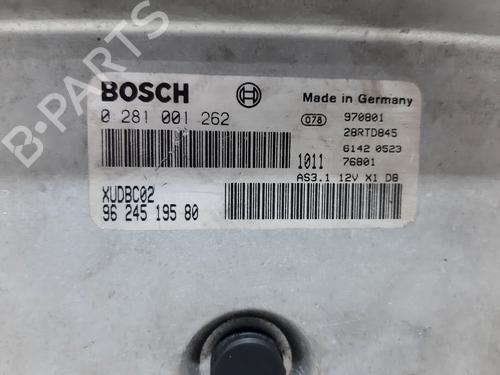 B-PARTS
BOSCH
Made in Germany
0 281 001 262
078
970801
28RTD845
6142 0523
1011
76801
AS3.1 12V X1 D8
XUDBC02
96 245 195 80